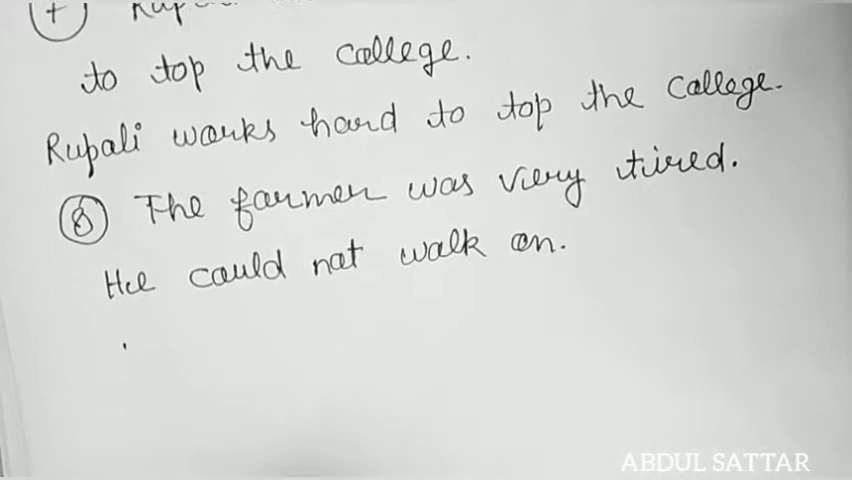 7
to top the college.
Rupali works hard to top the college.
8 The farmer was very tired.
He could not walk on.
ABDUL SATTAR